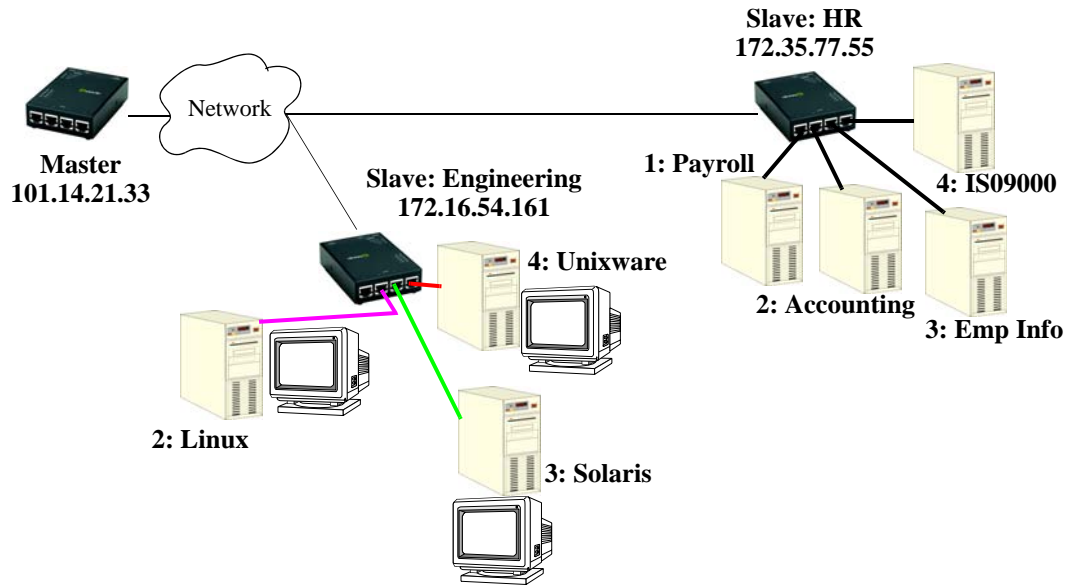 Slave: HR
172.35.77.55
Network
Master
101.14.21.33
Slave: Engineering
172.16.54.161
1: Payroll
4: IS09000
4: Unixware
2: Accounting
3: Emp Info
2: Linux
3: Solaris